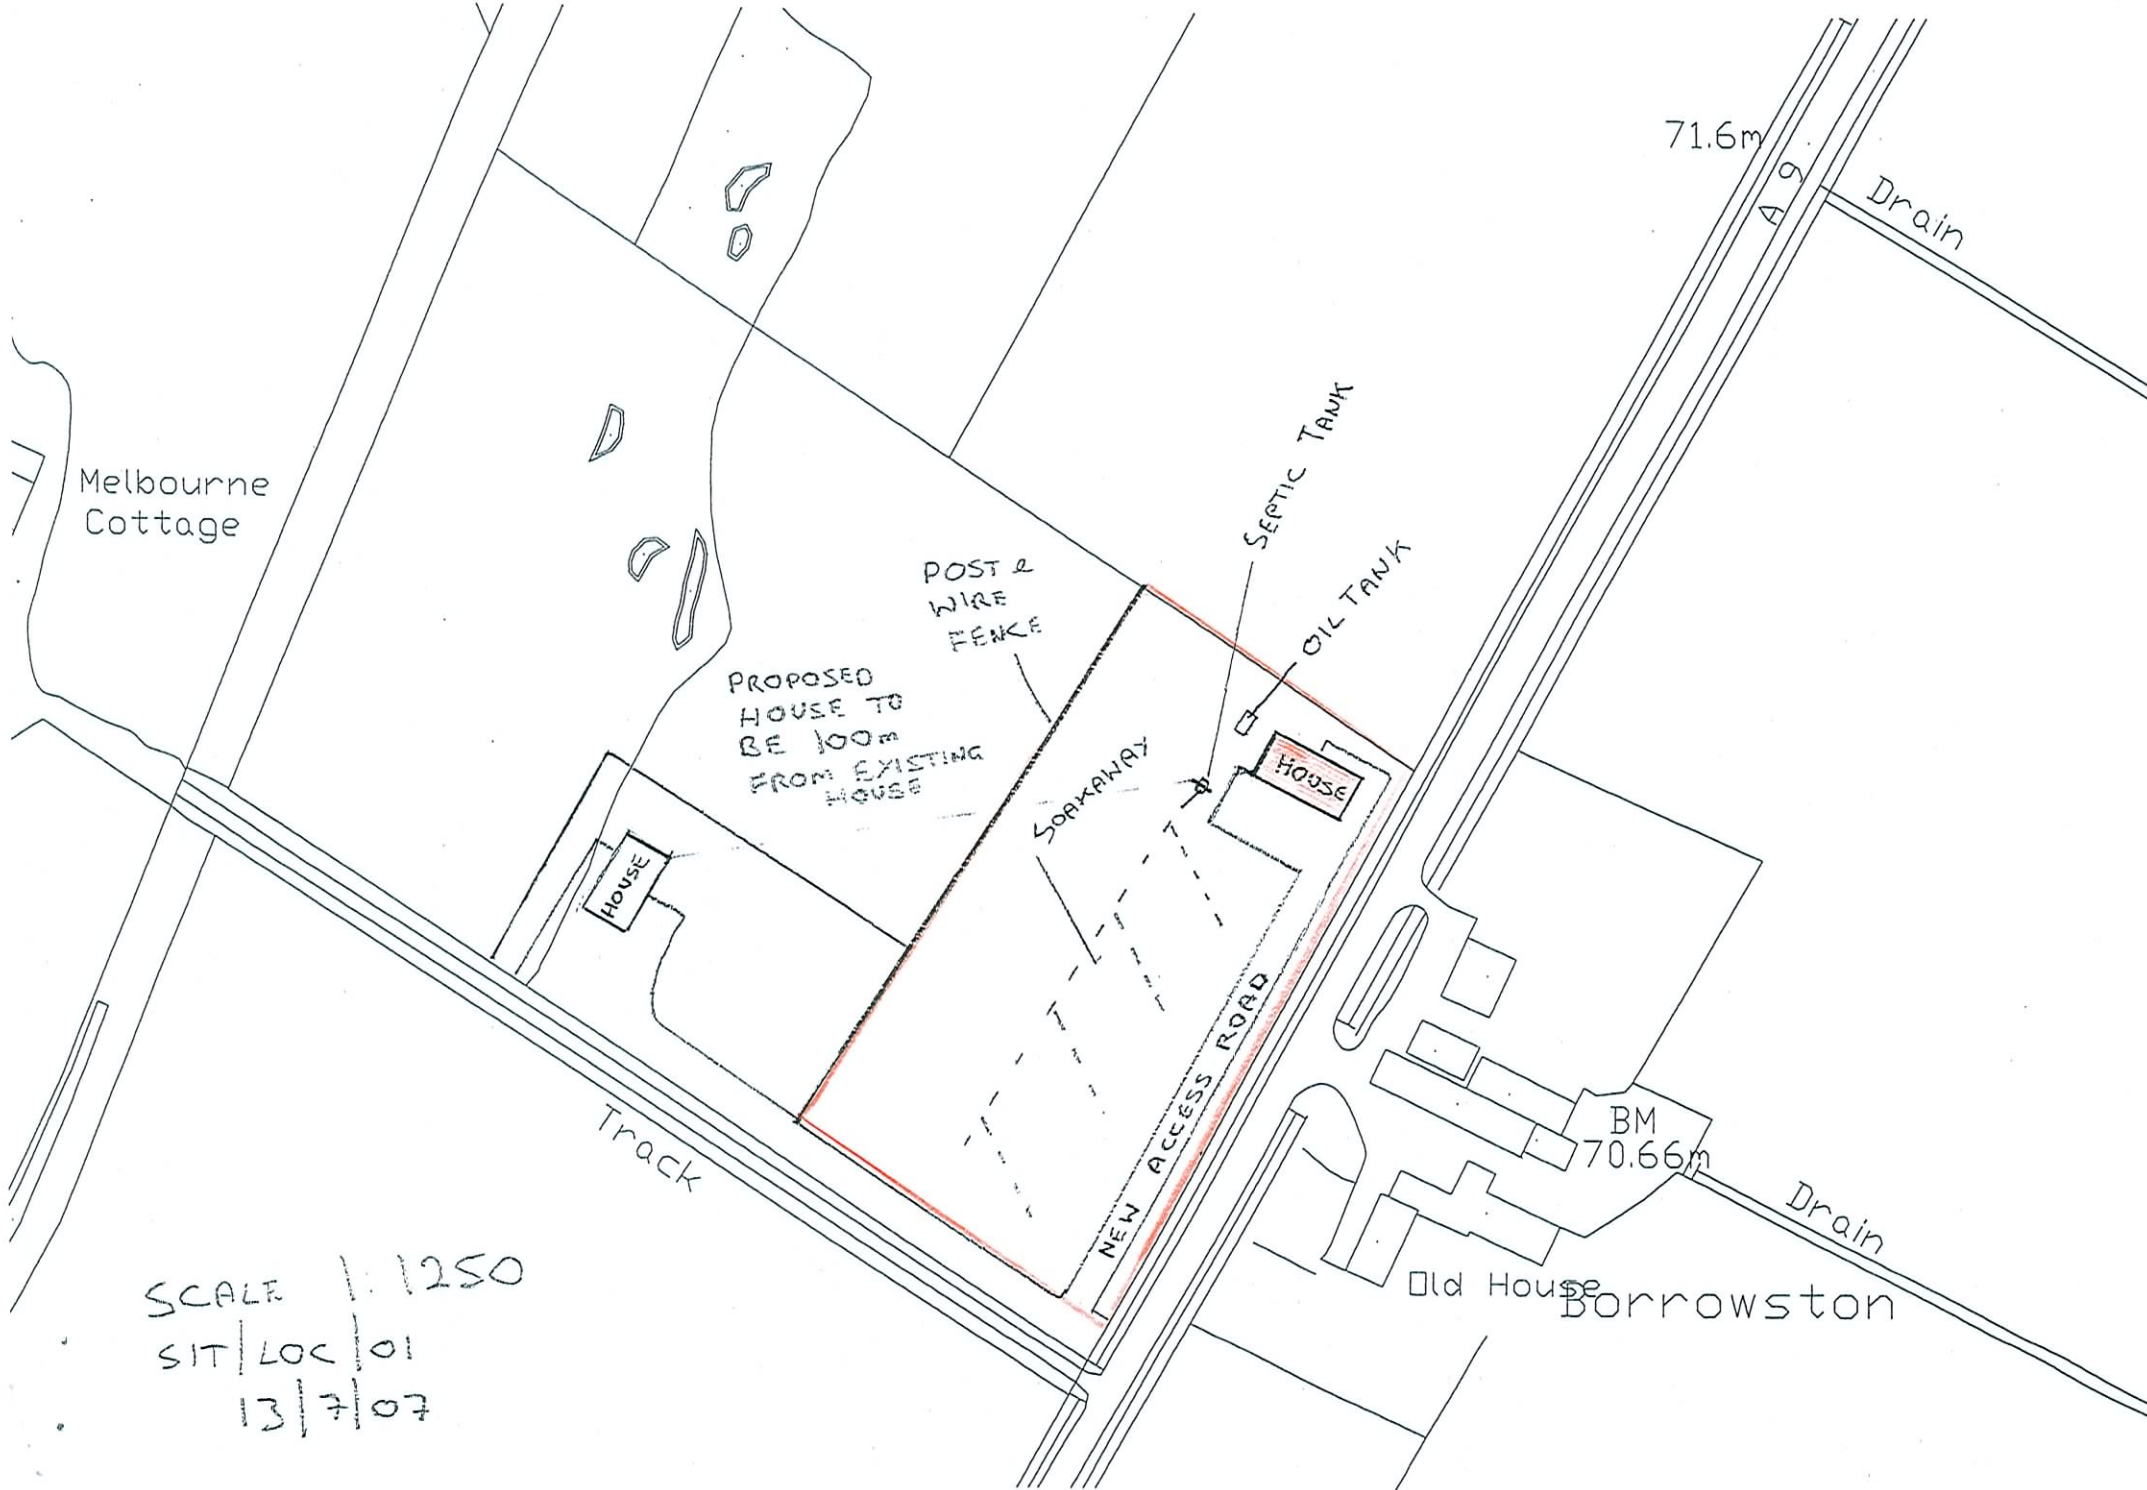 71.6m
A 9
Drain
Melbourne
Cottage
SEPTIC TANK
OIL TANK
POST &
WIRE
FENCE
PROPOSED
HOUSE TO
BE 100m
FROM EXISTING
HOUSE
SOAKAWAY
HOUSE
HOUSE
NEW ACCESS ROAD
Track
BM
70.66m
Drain
Old House
Borrowston
SCALE 1:1250
SIT/LOC/01
13/7/07